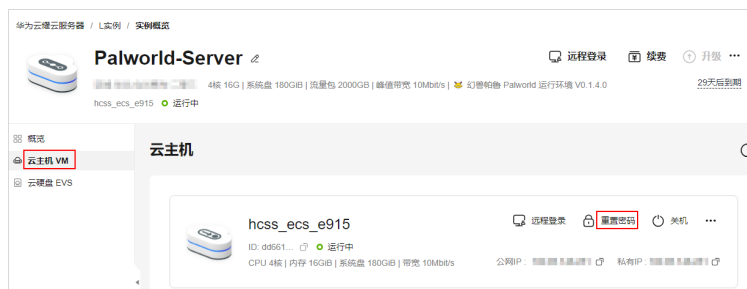 华为云耀云服务器 / L实例 / 实例概览
Palworld-Server
远程登录 续费 升级 ···
4核 16G | 系统盘 180GiB | 流量包 2000GB | 峰值带宽 10Mbit/s | 幻兽帕鲁 Palworld 运行环境 V0.1.4.0
29天后到期
hcss_ecs_e915 运行中
概览
云主机 VM
云硬盘 EVS
云主机
hcss_ecs_e915
远程登录 重置密码 关机 ···
ID: dd661... 运行中
CPU 4核 | 内存 16GiB | 系统盘 180GiB | 带宽 10Mbit/s
公网IP: 私有IP: